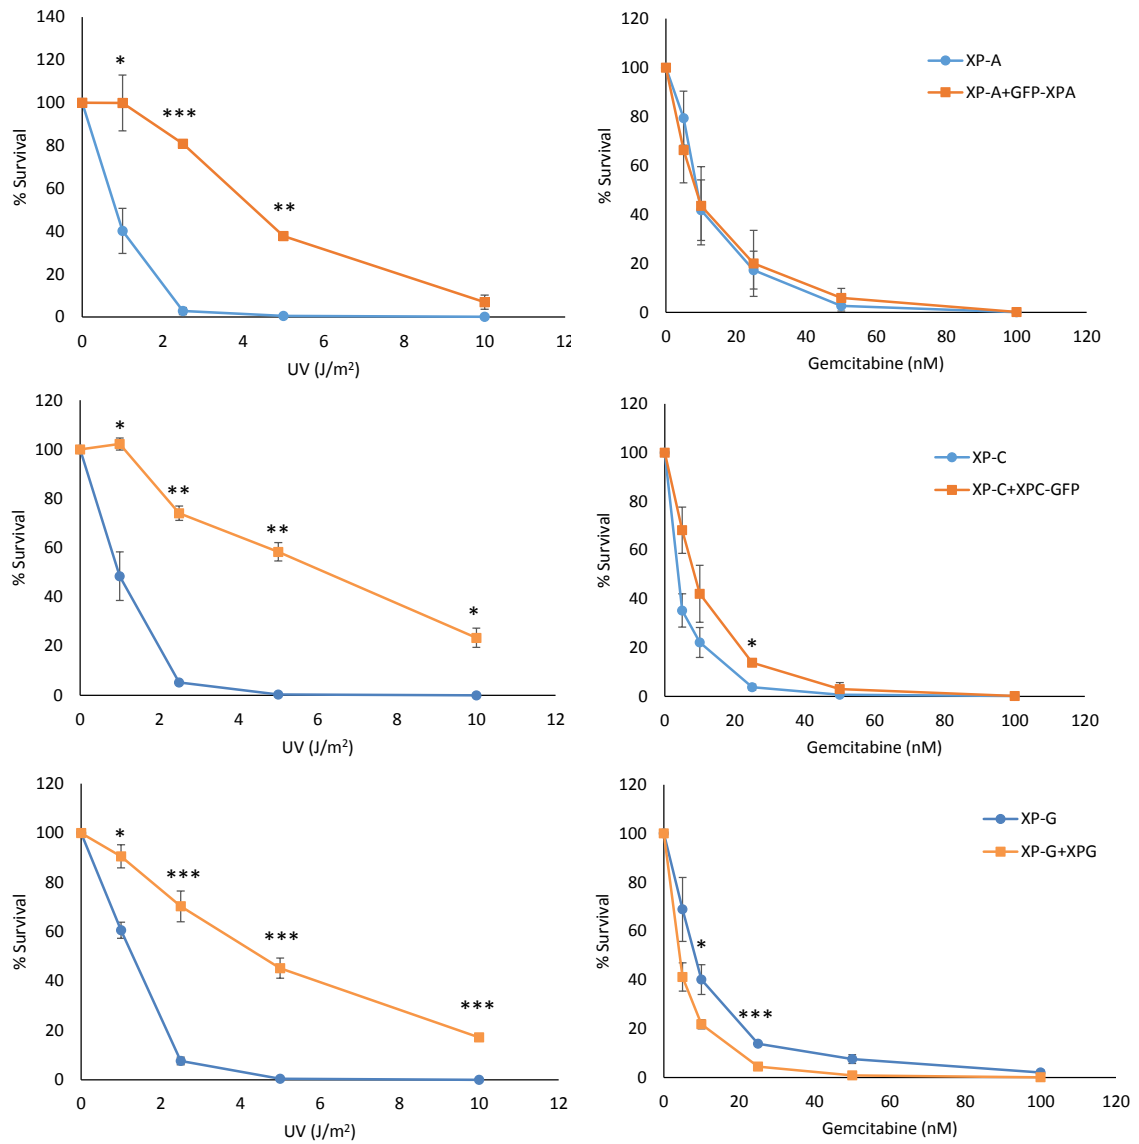 140
120
100
80
60
40
20
0
% Survival
*
***
**
0 2 4 6 8 10 12
UV (J/m²)
120
100
80
60
40
20
0
% Survival
XP-A
XP-A+GFP-XPA
0 20 40 60 80 100 120
Gemcitabine (nM)
120
100
80
60
40
20
0
% Survival
*
**
**
*
0 2 4 6 8 10 12
UV (J/m²)
120
100
80
60
40
20
0
% Survival
XP-C
XP-C+XPC-GFP
*
0 20 40 60 80 100 120
Gemcitabine (nM)
120
100
80
60
40
20
0
% Survival
*
***
***
***
0 2 4 6 8 10 12
UV (J/m²)
120
100
80
60
40
20
0
% Survival
XP-G
XP-G+XPG
*
***
0 20 40 60 80 100 120
Gemcitabine (nM)